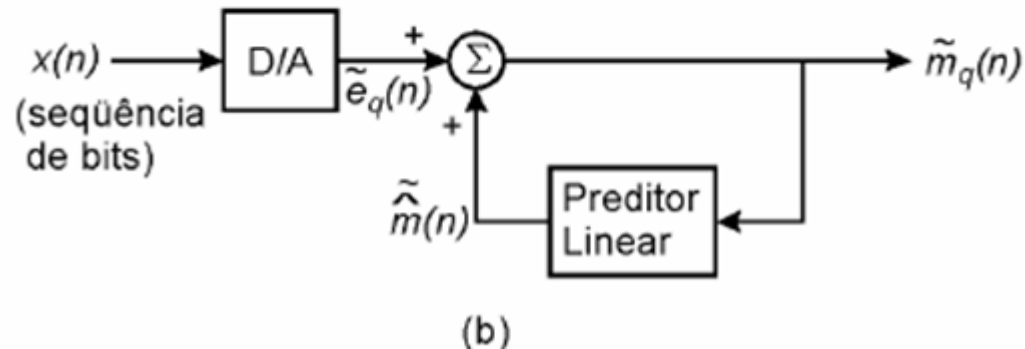 x(n)
(seqüência
de bits)
D/A
+
ẽq(n)
Σ
+
m̃q(n)
m̂̃(n)
Preditor
Linear
(b)